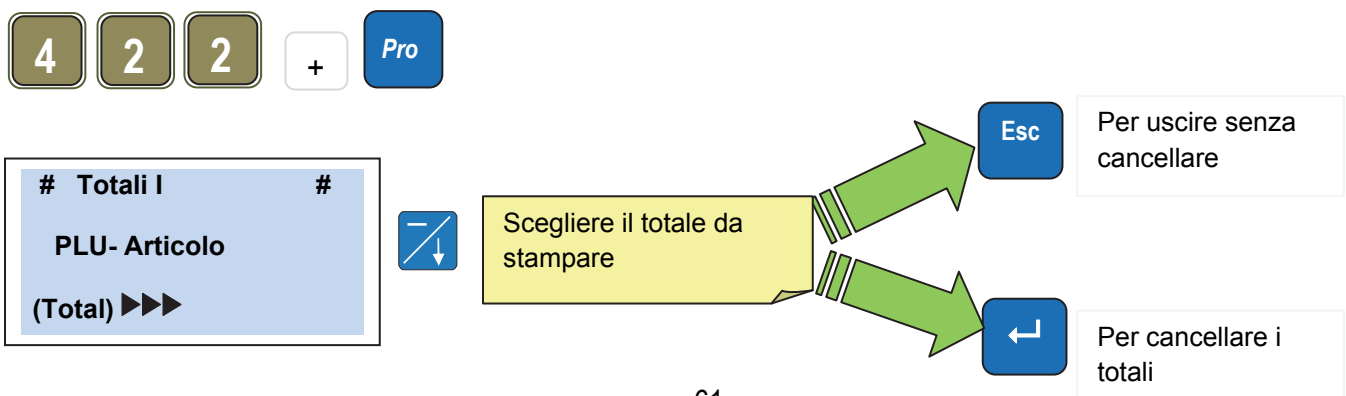 4 2 2 + Pro
Esc
Per uscire senza
cancellare
# Totali I #
PLU- Articolo
(Total) ▶▶▶
Scegliere il totale da
stampare
Per cancellare i
totali